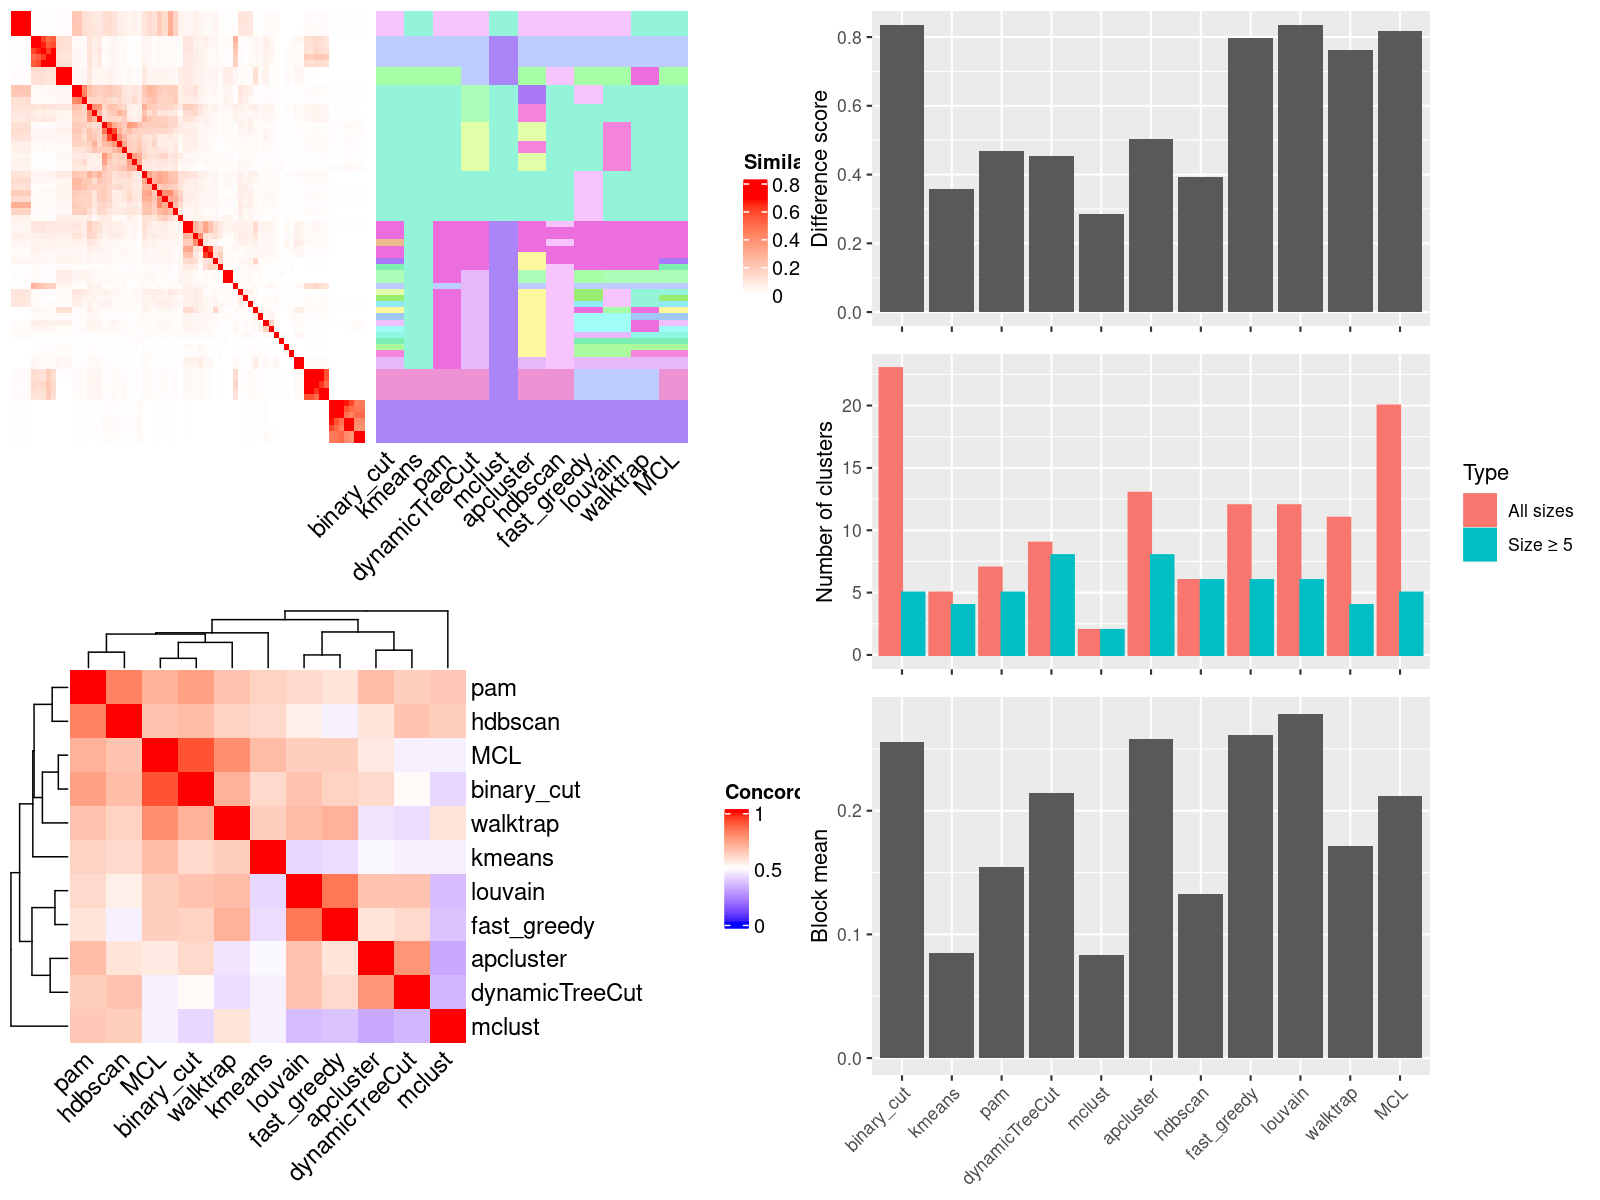 Simila
0.8
0.6
0.4
0.2
0
binary_cut
kmeans
pam
dynamicTreeCut
mclust
apcluster
hdbscan
fast_greedy
louvain
walktrap
MCL
pam
hdbscan
MCL
binary_cut
walktrap
kmeans
louvain
fast_greedy
apcluster
dynamicTreeCut
mclust
pam
hdbscan
MCL
binary_cut
walktrap
kmeans
louvain
fast_greedy
apcluster
dynamicTreeCut
mclust
Concord
1
0.5
0
Difference score
0.8
0.6
0.4
0.2
0.0
Number of clusters
20
15
10
5
0
Type
All sizes
Size ≥ 5
Block mean
0.2
0.1
0.0
binary_cut
kmeans
pam
dynamicTreeCut
mclust
apcluster
hdbscan
fast_greedy
louvain
walktrap
MCL